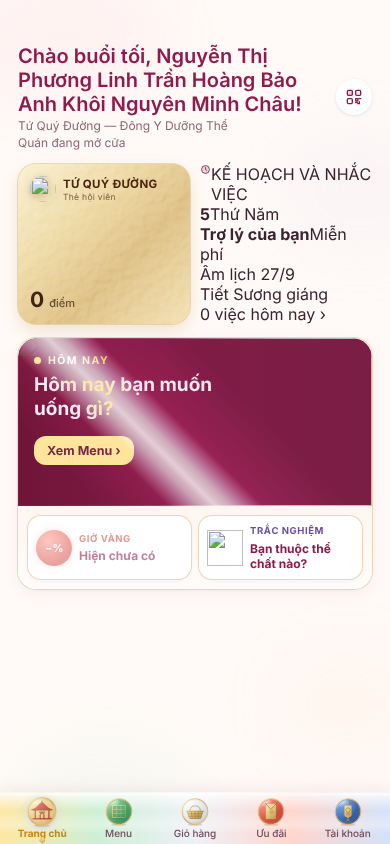 Chào buổi tối, Nguyễn Thị
Phương Linh Trần Hoàng Bảo
Anh Khôi Nguyên Minh Châu!
Tứ Quý Đường — Đông Y Dưỡng Thể
Quán đang mở cửa
TỨ QUÝ ĐƯỜNG
Thẻ hội viên
0 điểm
KẾ HOẠCH VÀ NHẮC
VIỆC
5Thứ Năm
Trợ lý của bạnMiễn
phí
Âm lịch 27/9
Tiết Sương giáng
0 việc hôm nay ›
HÔM NAY
Hôm nay bạn muốn
uống gì?
Xem Menu ›
−%
GIỜ VÀNG
Hiện chưa có
TRẮC NGHIỆM
Bạn thuộc thể
chất nào?
Trang chủ
Menu
Giỏ hàng
Ưu đãi
Tài khoản